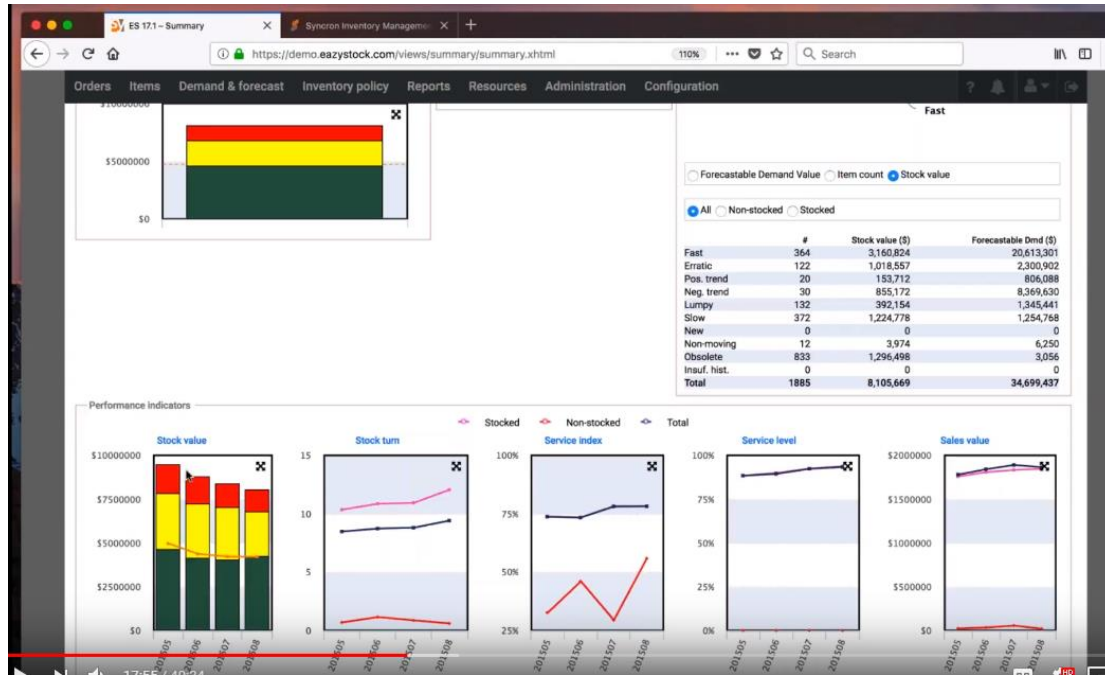 ES 17.1 – Summary
Syncron Inventory Manageme
https://demo.eazystock.com/views/summary/summary.xhtml
110%
Search
Orders Items Demand & forecast Inventory policy Reports Resources Administration Configuration
$10000000
$5000000
$0
Fast
Forecastable Demand Value Item count Stock value
All Non-stocked Stocked
# Stock value ($) Forecastable Dmd ($)
Fast 364 3,160,824 20,613,301
Erratic 122 1,018,557 2,300,902
Pos. trend 20 153,712 806,088
Neg. trend 30 855,172 8,369,630
Lumpy 132 392,154 1,345,441
Slow 372 1,224,778 1,254,768
New 0 0 0
Non-moving 12 3,974 6,250
Obsolete 833 1,296,498 3,056
Insuf. hist. 0 0 0
Total 1885 8,105,669 34,699,437
Performance indicators
Stocked Non-stocked Total
Stock value Stock turn Service index Service level Sales value
$10000000 15 100% 100% $2000000
$7500000 10 75% 75% $1500000
$5000000 5 50% 50% $1000000
$2500000 0 25% 25% $500000
$0 0% $0
201505 201506 201507 201508 201505 201506 201507 201508 201505 201506 201507 201508 201505 201506 201507 201508 201505 201506 201507 201508
HD